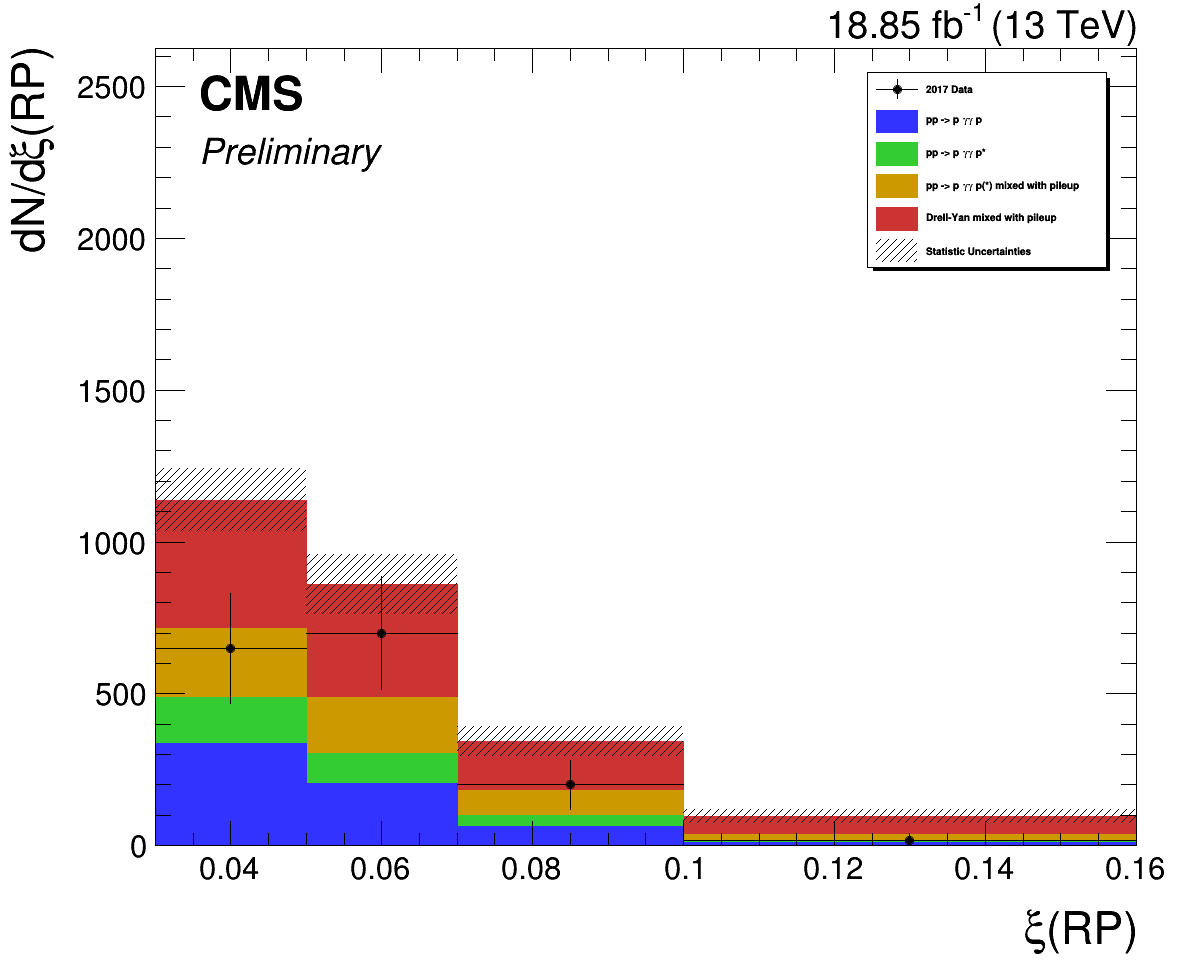 18.85 fb⁻¹ (13 TeV)
dN/dξ(RP)
CMS
Preliminary
2017 Data
pp -> p γγ p
pp -> p γγ p*
pp -> p γγ p(*) mixed with pileup
Drell-Yan mixed with pileup
Statistic Uncertainties
2500
2000
1500
1000
500
0
0.04 0.06 0.08 0.1 0.12 0.14 0.16
ξ(RP)